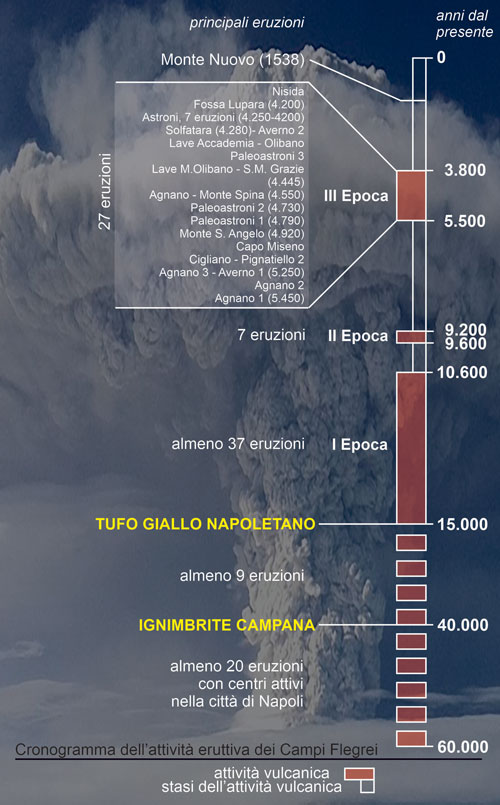 principali eruzioni
anni dal
presente
Monte Nuovo (1538)
0
27 eruzioni
Nisida
Fossa Lupara (4.200)
Astroni, 7 eruzioni (4.250-4200)
Solfatara (4.280)- Averno 2
Lave Accademia - Olibano
Paleoastroni 3
Lave M.Olibano - S.M. Grazie
(4.445)
Agnano - Monte Spina (4.550)
Paleoastroni 2 (4.730)
Paleoastroni 1 (4.790)
Monte S. Angelo (4.920)
Capo Miseno
Cigliano - Pignatiello 2
Agnano 3 - Averno 1 (5.250)
Agnano 2
Agnano 1 (5.450)
3.800
III Epoca
5.500
7 eruzioni
II Epoca
9.200
9.600
10.600
almeno 37 eruzioni
I Epoca
TUFO GIALLO NAPOLETANO
15.000
almeno 9 eruzioni
IGNIMBRITE CAMPANA
40.000
almeno 20 eruzioni
con centri attivi
nella città di Napoli
60.000
Cronogramma dell'attività eruttiva dei Campi Flegrei
attività vulcanica
stasi dell'attività vulcanica